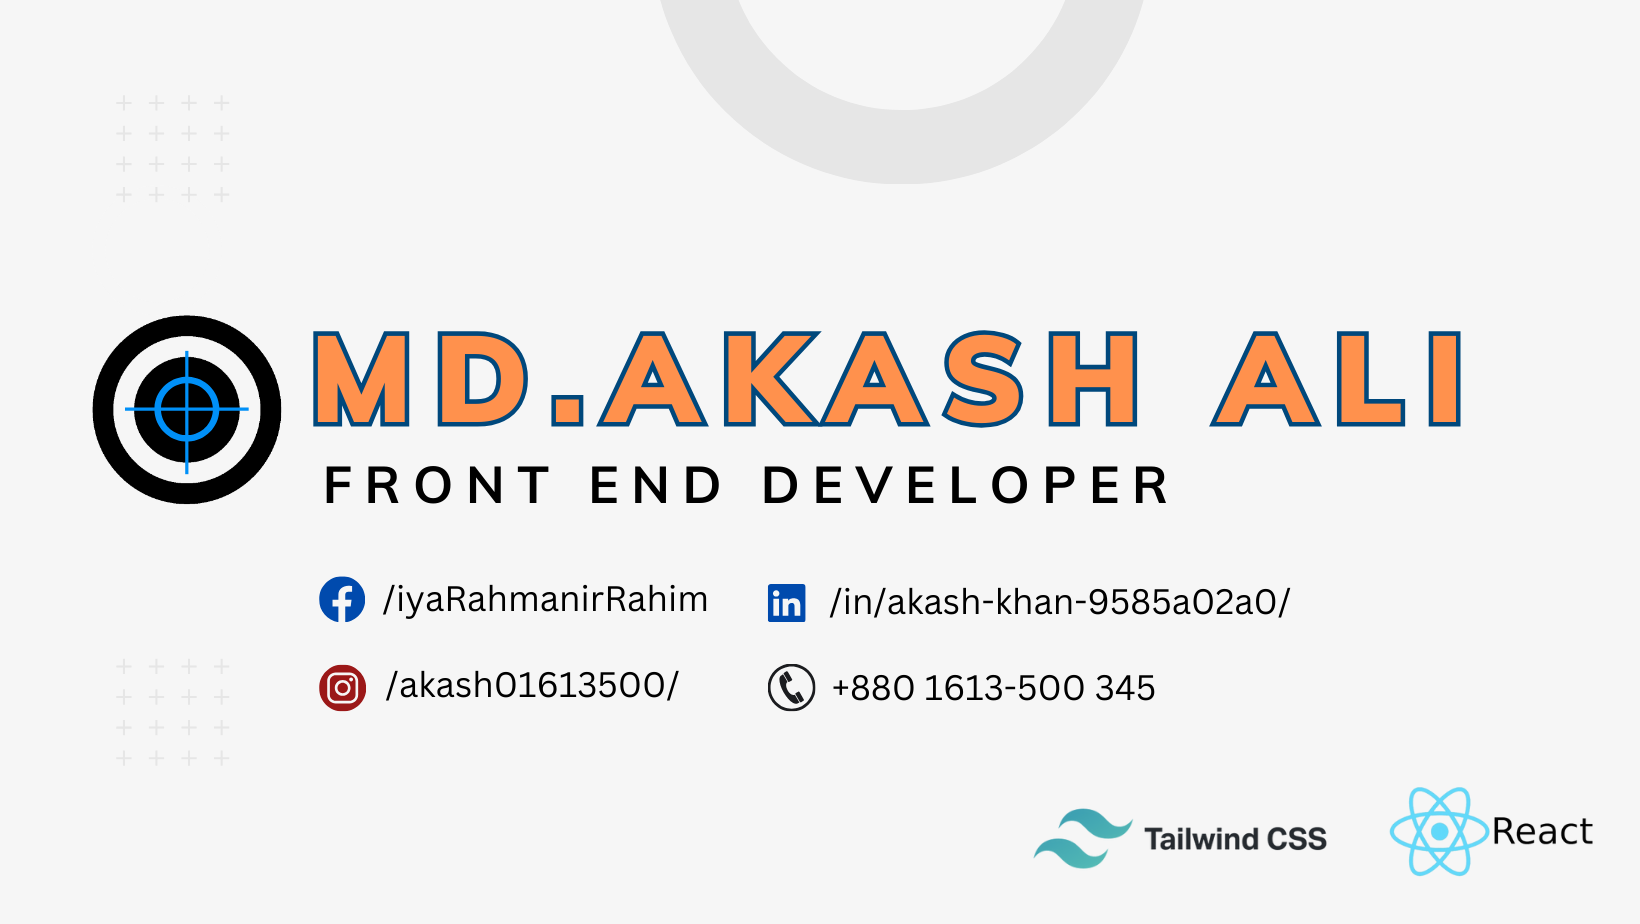 MD.AKASH ALI
FRONT END DEVELOPER
/iyaRahmanirRahim
/in/akash-khan-9585a02a0/
/akash01613500/
+880 1613-500 345
Tailwind CSS
React